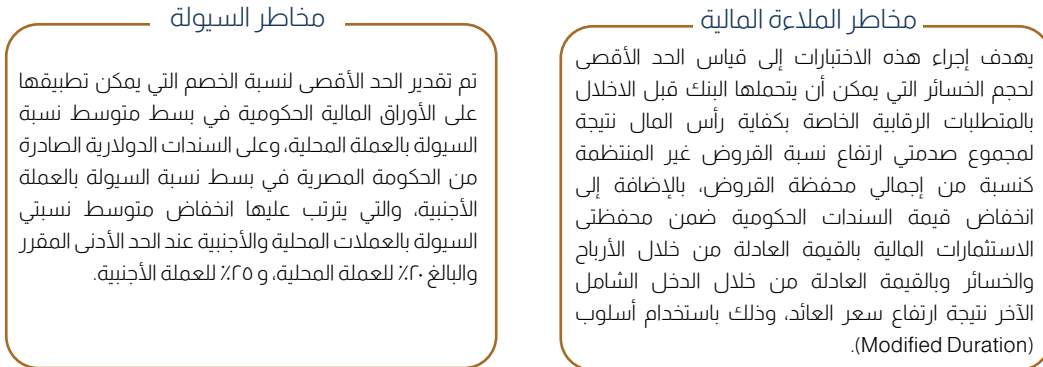 مخاطر الملاءة المالية
يهدف إجراء هذه الاختبارات إلى قياس الحد الأقصى
لحجم الخسائر التي يمكن أن يتحملها البنك قبل الاخلال
بالمتطلبات الرقابية الخاصة بكفاية رأس المال نتيجة
لمجموع صدمتي ارتفاع نسبة القروض غير المنتظمة
كنسبة من إجمالي محفظة القروض، بالإضافة إلى
انخفاض قيمة السندات الحكومية ضمن محفظتى
الاستثمارات المالية بالقيمة العادلة من خلال الأرباح
والخسائر وبالقيمة العادلة من خلال الدخل الشامل
الآخر نتيجة ارتفاع سعر العائد، وذلك باستخدام أسلوب
(Modified Duration).
مخاطر السيولة
تم تقدير الحد الأقصى لنسبة الخصم التي يمكن تطبيقها
على الأوراق المالية الحكومية في بسط متوسط نسبة
السيولة بالعملة المحلية، وعلى السندات الدولارية الصادرة
من الحكومة المصرية في بسط نسبة السيولة بالعملة
الأجنبية، والتي يترتب عليها انخفاض متوسط نسبتي
السيولة بالعملات المحلية والأجنبية عند الحد الأدنى المقرر
والبالغ ٢٠٪ للعملة المحلية، و ٢٥٪ للعملة الأجنبية.